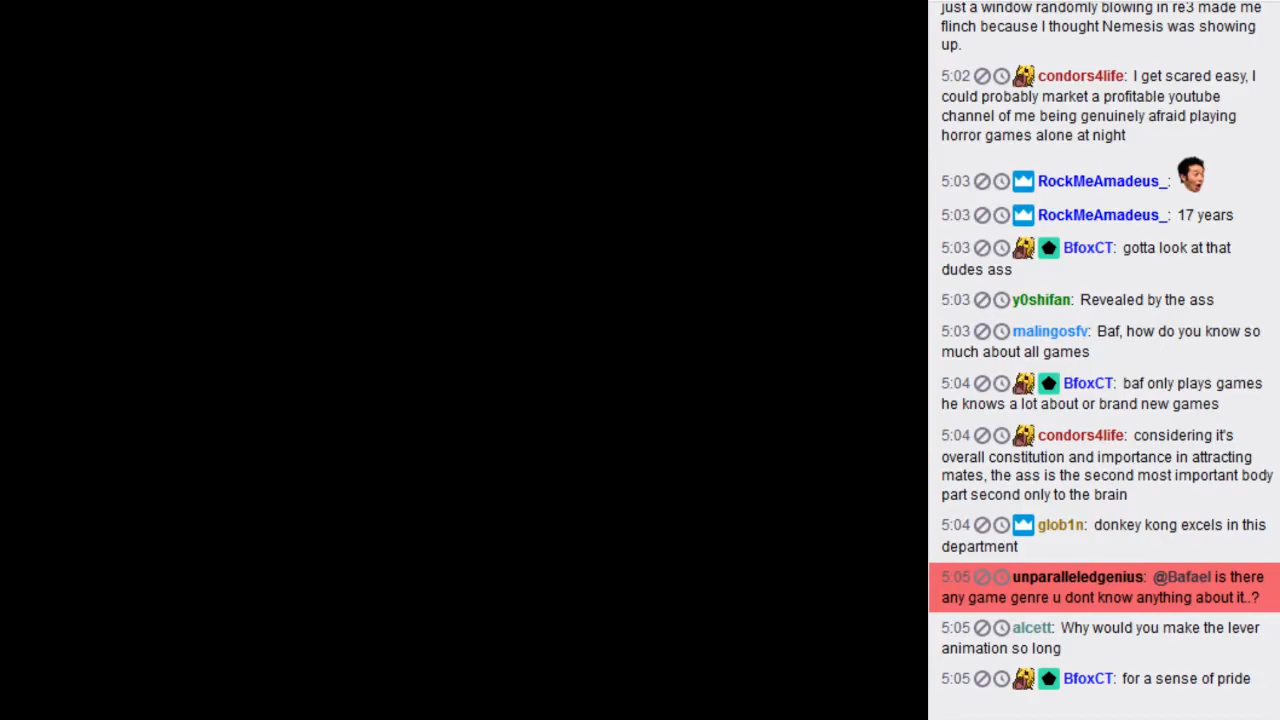 just a window randomly blowing in re3 made me
flinch because I thought Nemesis was showing
up.
5:02 condors4life: I get scared easy, I
could probably market a profitable youtube
channel of me being genuinely afraid playing
horror games alone at night
5:03 RockMeAmadeus_:
5:03 RockMeAmadeus_: 17 years
5:03 BfoxCT: gotta look at that
dudes ass
5:03 y0shifan: Revealed by the ass
5:03 malingosfv: Baf, how do you know so
much about all games
5:04 BfoxCT: baf only plays games
he knows a lot about or brand new games
5:04 condors4life: considering it's
overall constitution and importance in attracting
mates, the ass is the second most important body
part second only to the brain
5:04 glob1n: donkey kong excels in this
department
5:05 unparalleledgenius: @Bafael is there
any game genre u dont know anything about it..?
5:05 alcett: Why would you make the lever
animation so long
5:05 BfoxCT: for a sense of pride